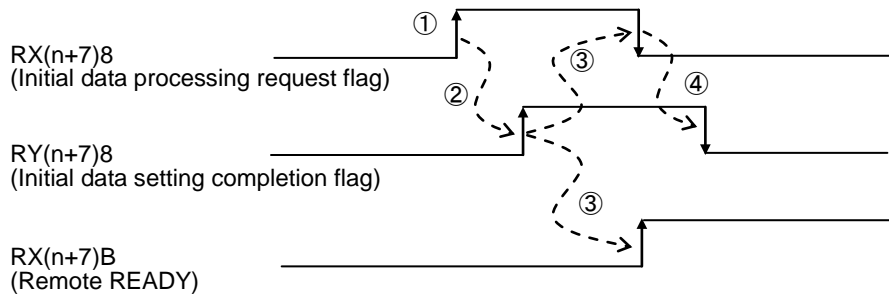 ①
RX(n+7)8
(Initial data processing request flag)
②
③
④
RY(n+7)8
(Initial data setting completion flag)
③
RX(n+7)B
(Remote READY)